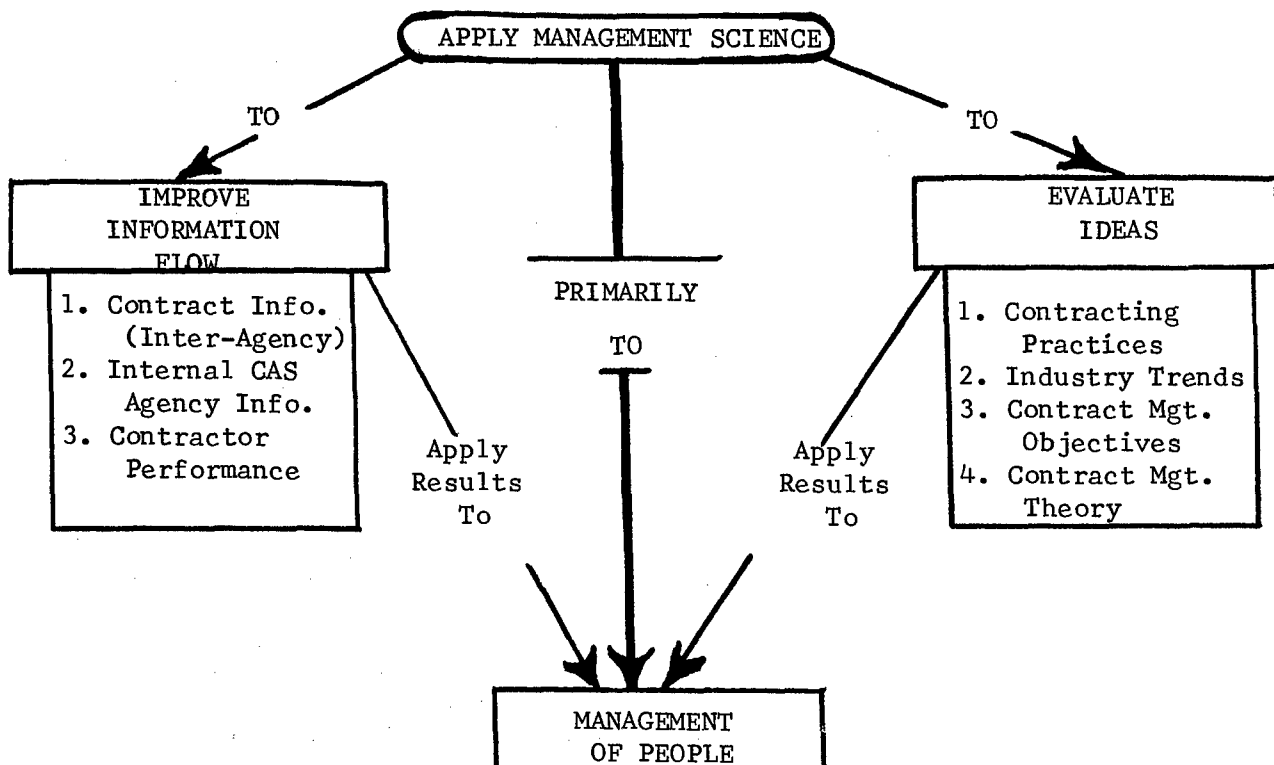 APPLY MANAGEMENT SCIENCE
TO
TO
IMPROVE
INFORMATION
FLOW
EVALUATE
IDEAS
PRIMARILY
TO
1. Contract Info.
(Inter-Agency)
2. Internal CAS
Agency Info.
3. Contractor
Performance
1. Contracting
Practices
2. Industry Trends
3. Contract Mgt.
Objectives
4. Contract Mgt.
Theory
Apply
Results
To
Apply
Results
To
MANAGEMENT
OF PEOPLE